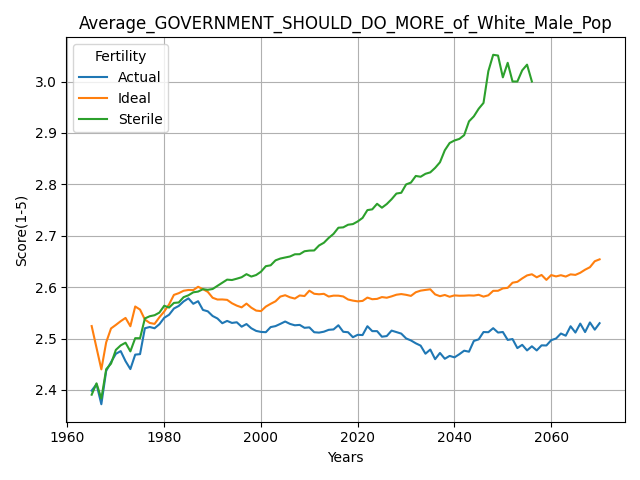 Average_GOVERNMENT_SHOULD_DO_MORE_of_White_Male_Pop
Fertility
Actual
Ideal
Sterile
Score(1-5)
3.0
2.9
2.8
2.7
2.6
2.5
2.4
1960
1980
2000
2020
2040
2060
Years